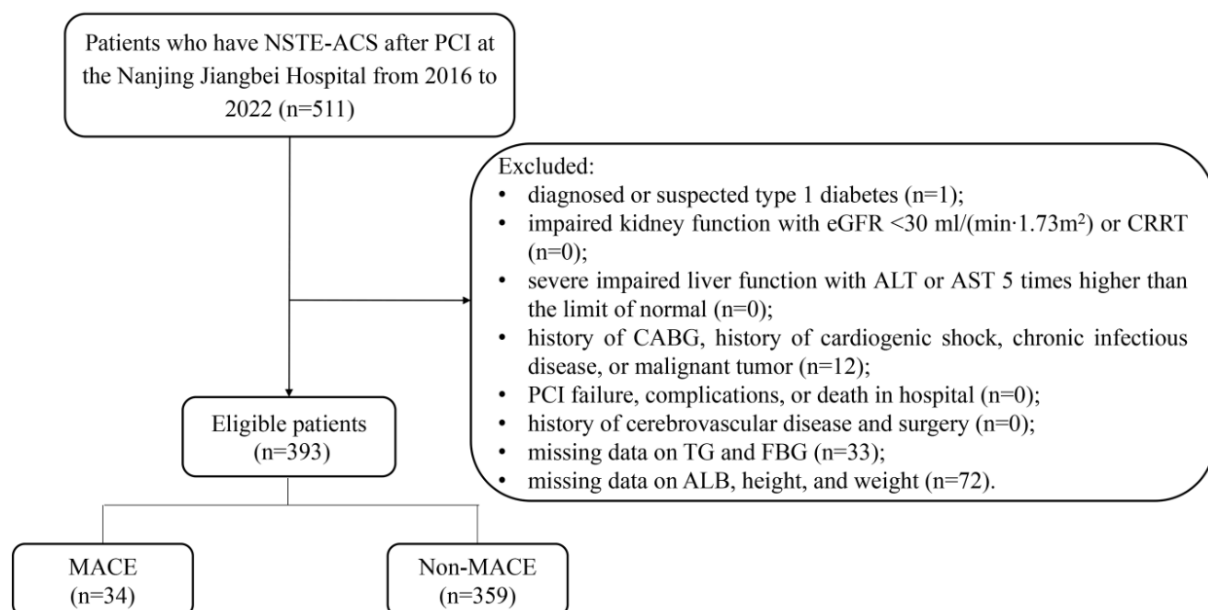 Patients who have NSTE-ACS after PCI at
the Nanjing Jiangbei Hospital from 2016 to
2022 (n=511)
Excluded:
• diagnosed or suspected type 1 diabetes (n=1);
• impaired kidney function with eGFR <30 ml/(min·1.73m²) or CRRT
(n=0);
• severe impaired liver function with ALT or AST 5 times higher than
the limit of normal (n=0);
• history of CABG, history of cardiogenic shock, chronic infectious
disease, or malignant tumor (n=12);
• PCI failure, complications, or death in hospital (n=0);
• history of cerebrovascular disease and surgery (n=0);
• missing data on TG and FBG (n=33);
• missing data on ALB, height, and weight (n=72).
Eligible patients
(n=393)
MACE
(n=34)
Non-MACE
(n=359)